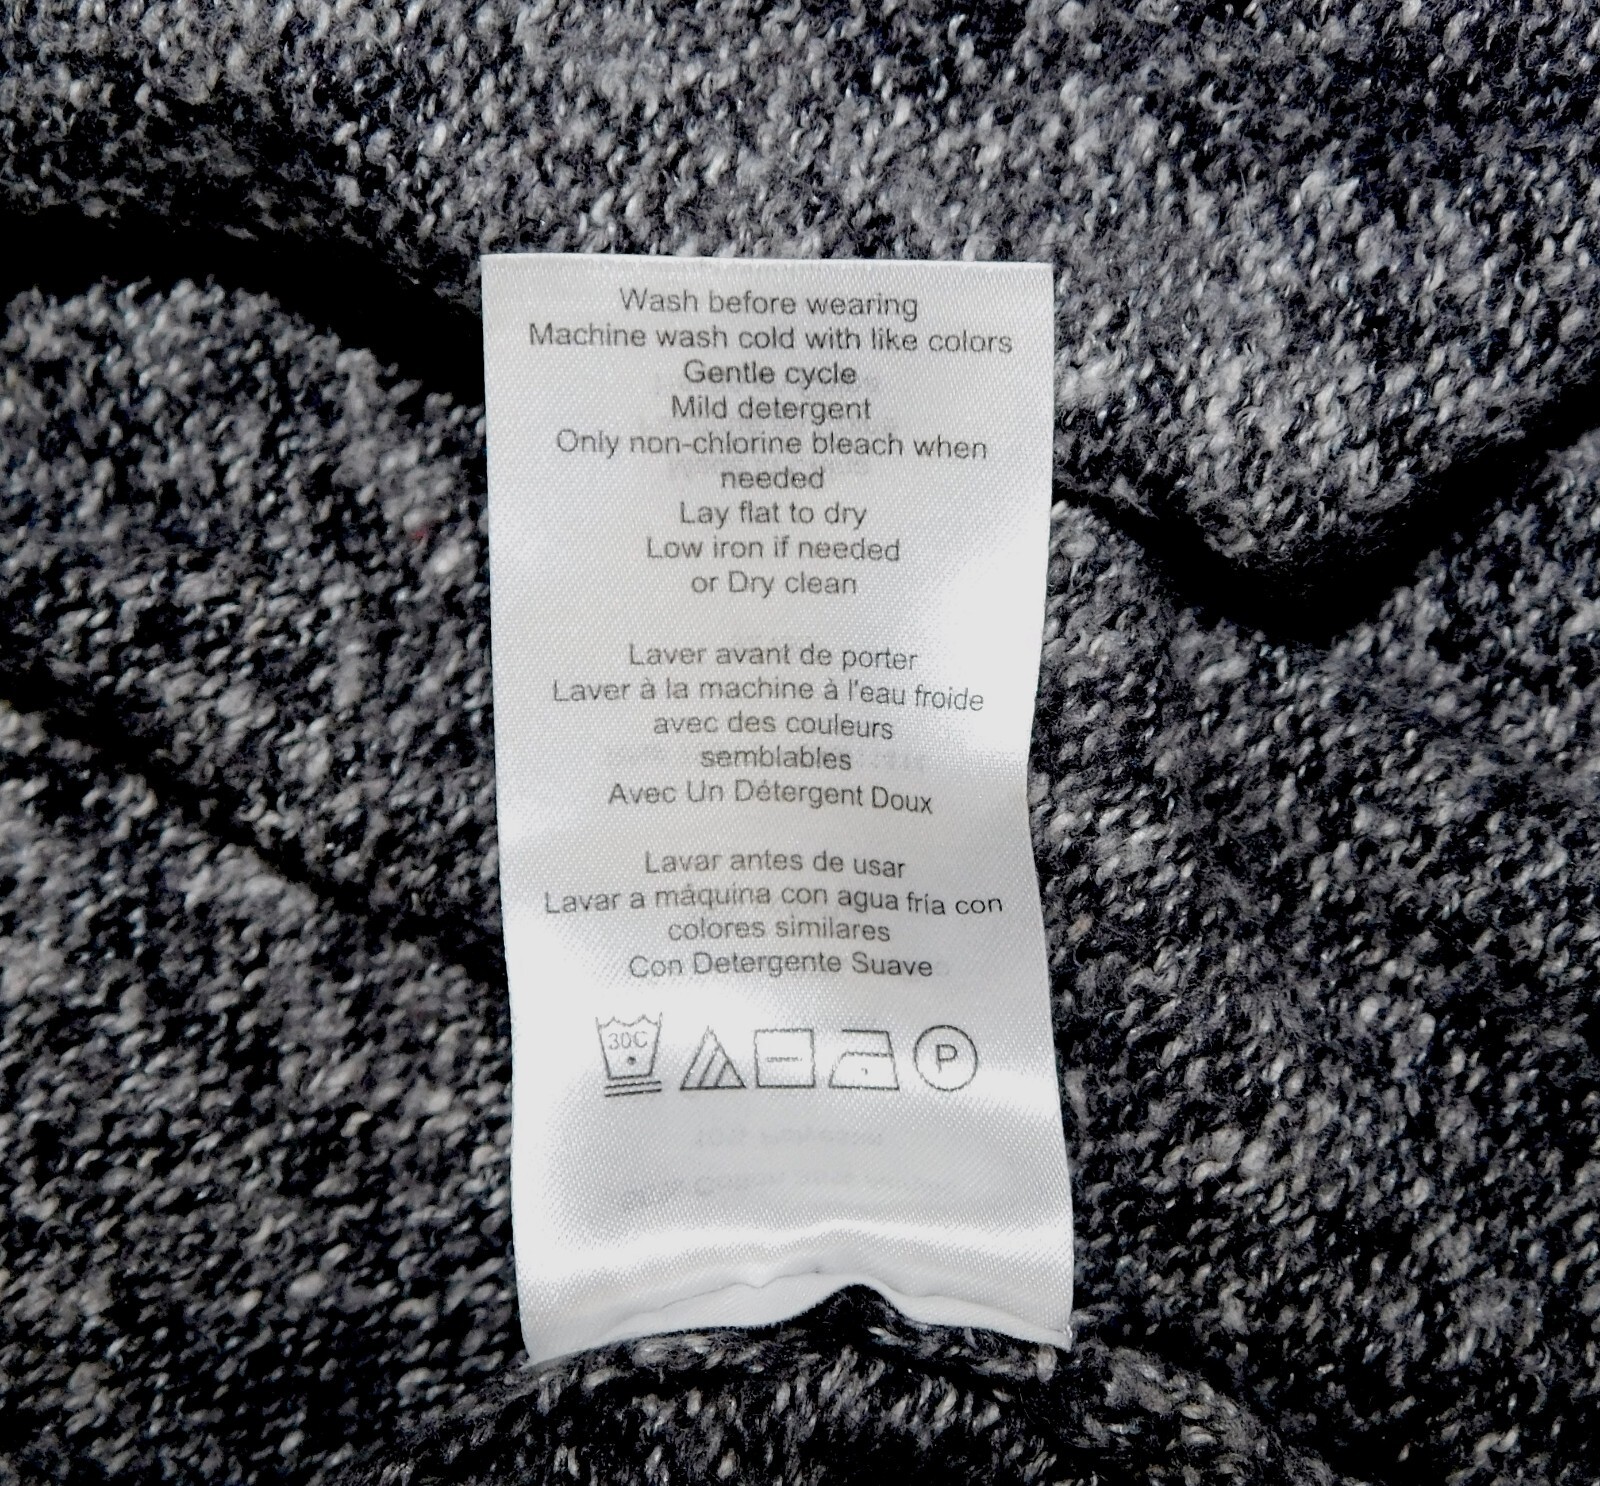 Wash before wearing
Machine wash cold with like colors
Gentle cycle
Mild detergent
Only non-chlorine bleach when
needed
Lay flat to dry
Low iron if needed
or Dry clean
Laver avant de porter
Laver à la machine à l'eau froide
avec des couleurs
semblables
Avec Un Détergent Doux
Lavar antes de usar
Lavar a máquina con agua fría con
colores similares
Con Detergente Suave
30C P